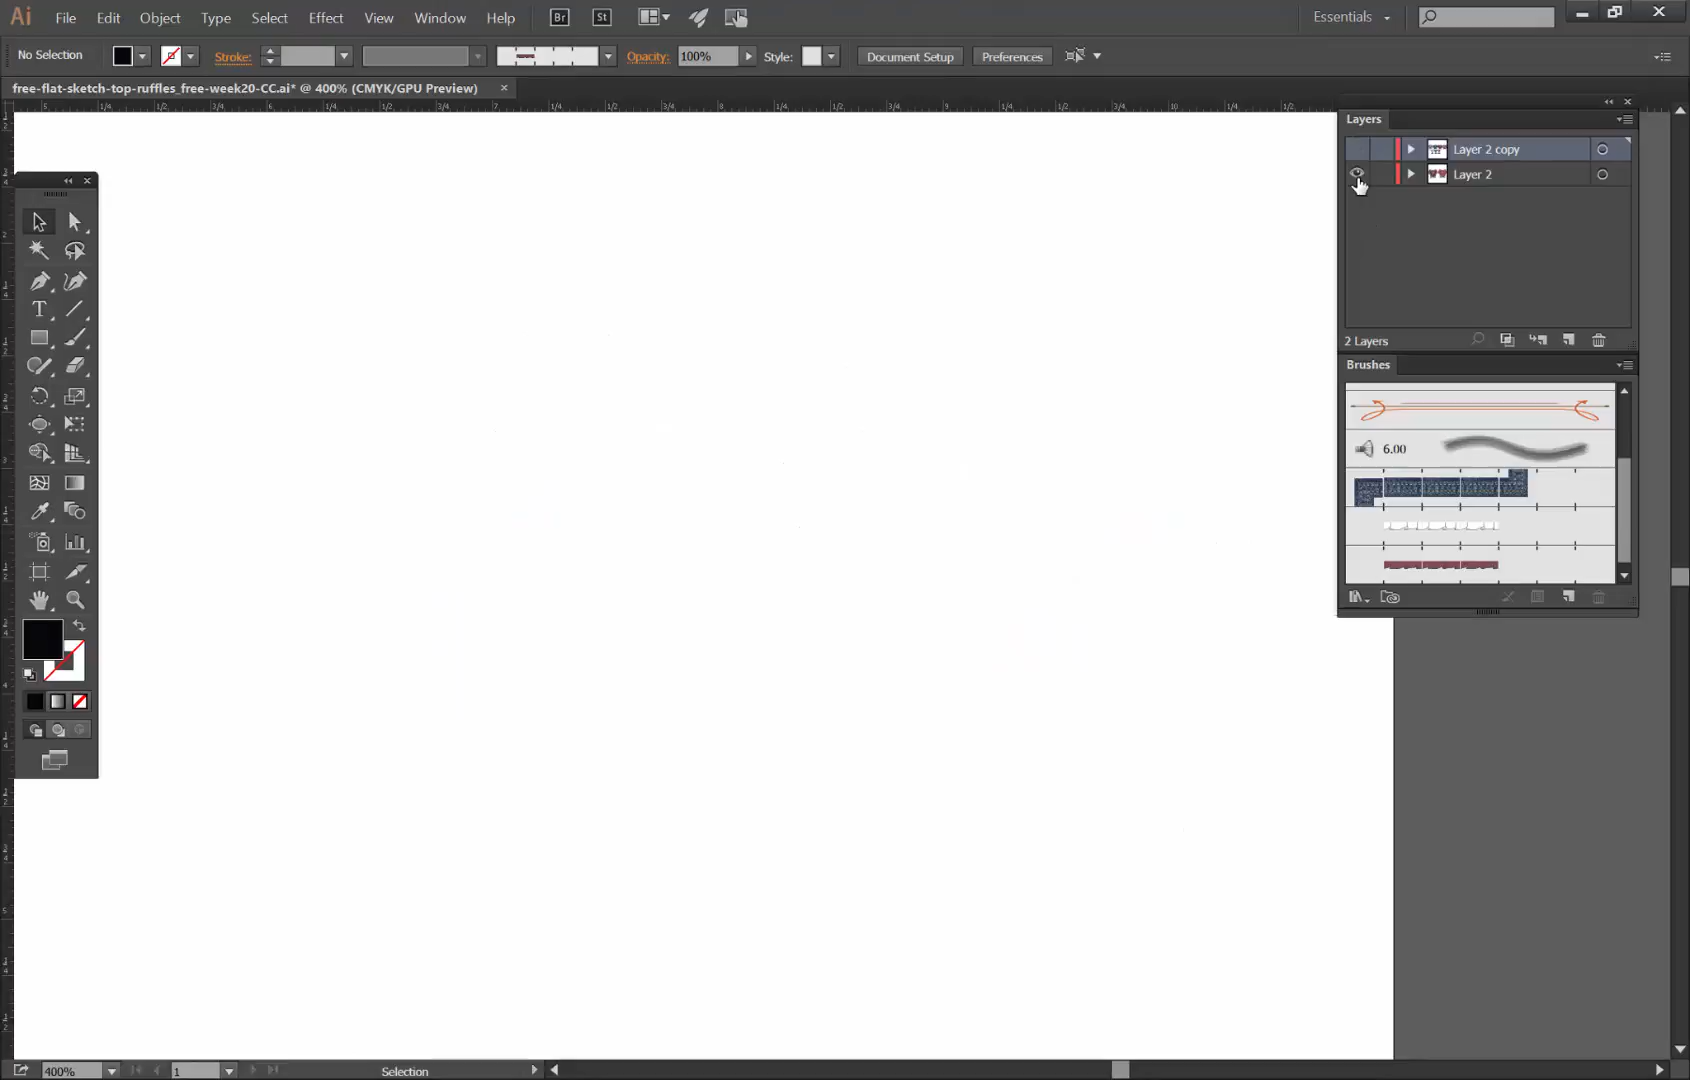 Ai File Edit Object Type Select Effect View Window Help Br St Essentials
No Selection Stroke: Opacity: 100% Style: Document Setup Preferences
free-flat-sketch-top-ruffles_free-week20-CC.ai* @ 400% (CMYK/GPU Preview)
Layers
Layer 2 copy
Layer 2
2 Layers
Brushes
6.00
T
400% 1 Selection